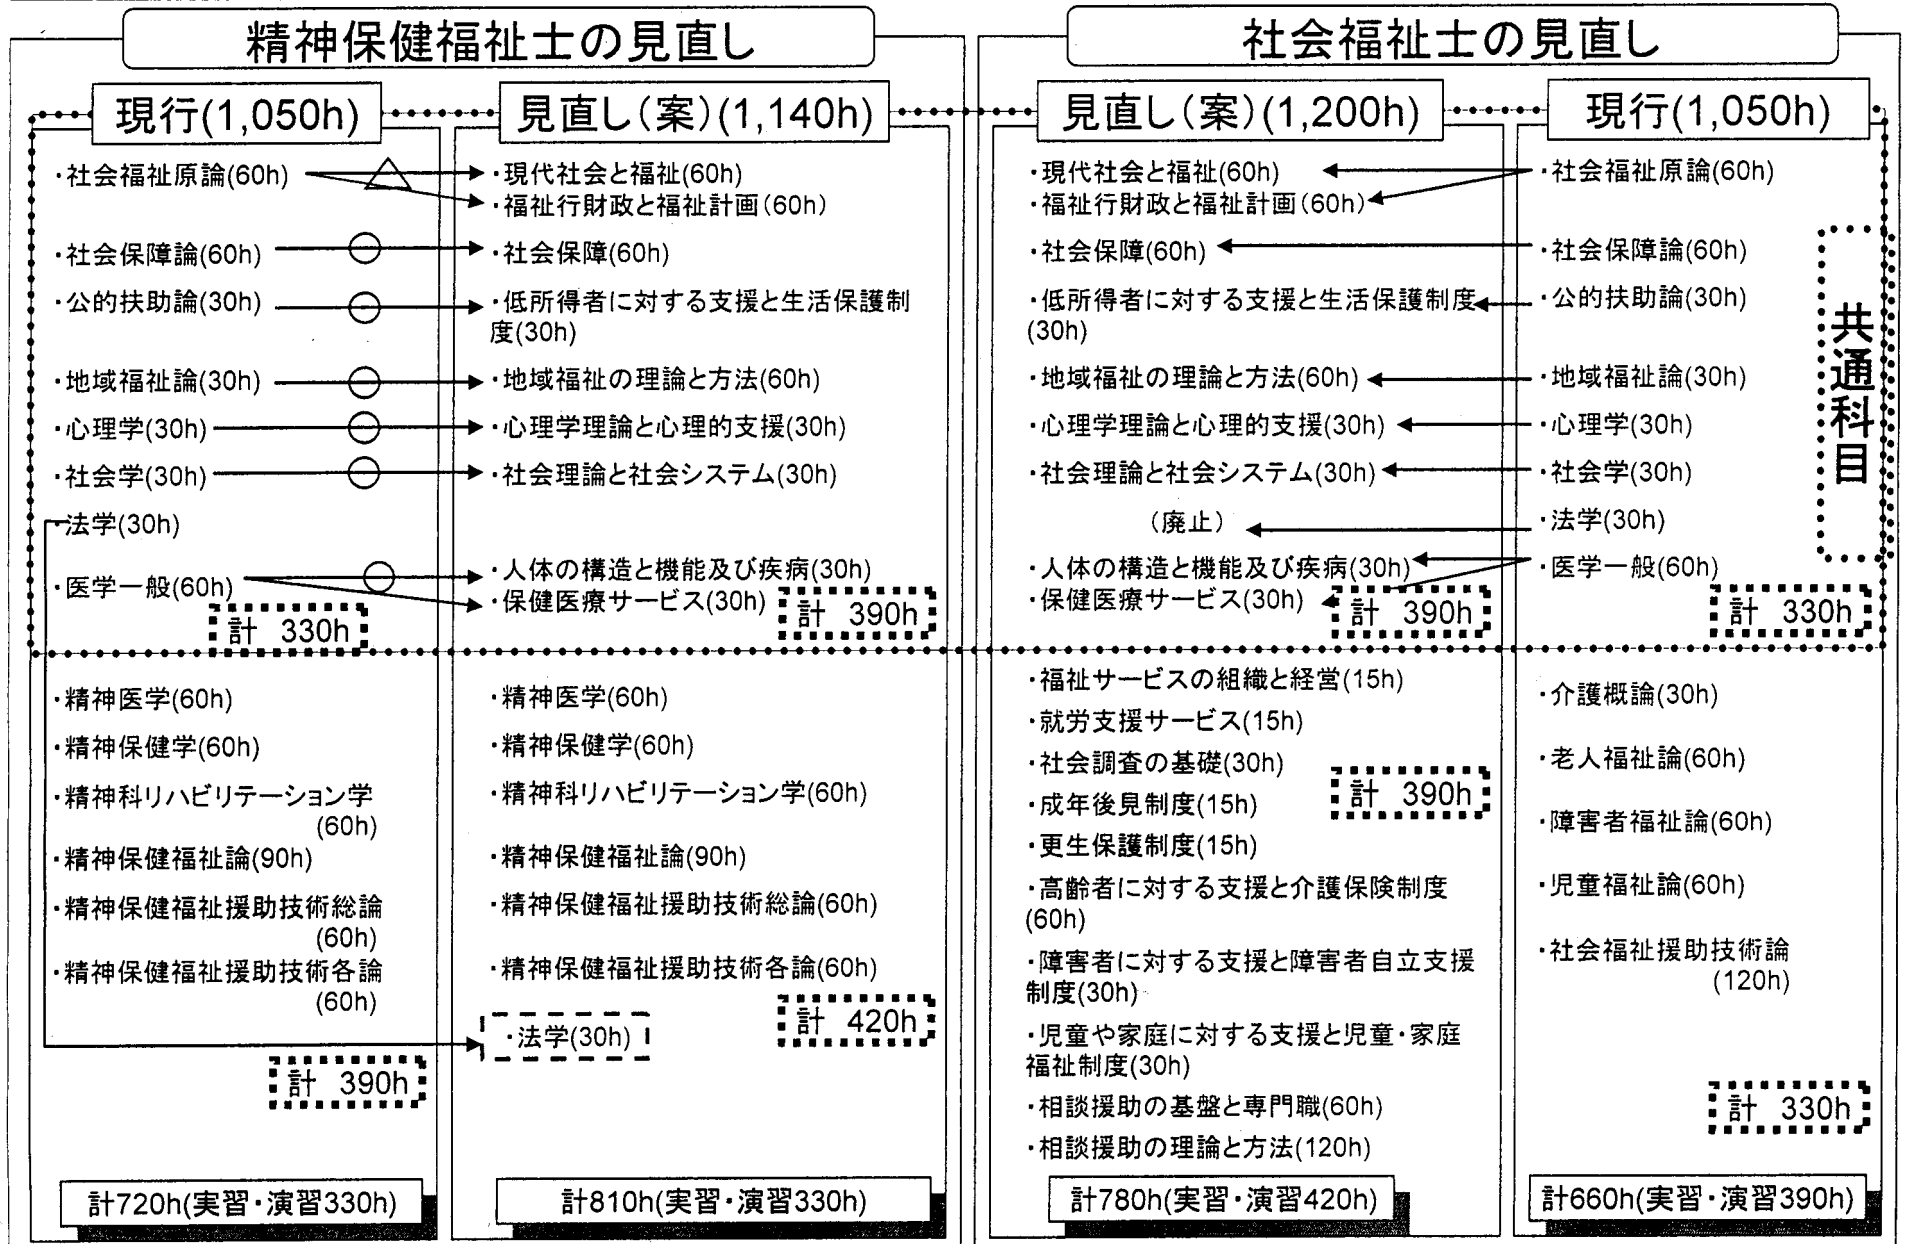 精神保健福祉士の見直し
現行(1,050h)
・社会福祉原論(60h)
・社会保障論(60h)
・公的扶助論(30h)
・地域福祉論(30h)
・心理学(30h)
・社会学(30h)
・法学(30h)
・医学一般(60h)
計 330h
・精神医学(60h)
・精神保健学(60h)
・精神科リハビリテーション学
(60h)
・精神保健福祉論(90h)
・精神保健福祉援助技術総論
(60h)
・精神保健福祉援助技術各論
(60h)
計 390h
計720h(実習・演習330h)
見直し(案)(1,140h)
・現代社会と福祉(60h)
・福祉行財政と福祉計画(60h)
・社会保障(60h)
・低所得者に対する支援と生活保護制
度(30h)
・地域福祉の理論と方法(60h)
・心理学理論と心理的支援(30h)
・社会理論と社会システム(30h)
・人体の構造と機能及び疾病(30h)
・保健医療サービス(30h)
計 390h
・精神医学(60h)
・精神保健学(60h)
・精神科リハビリテーション学(60h)
・精神保健福祉論(90h)
・精神保健福祉援助技術総論(60h)
・精神保健福祉援助技術各論(60h)
計 420h
・法学(30h)
計810h(実習・演習330h)
社会福祉士の見直し
見直し(案)(1,200h)
・現代社会と福祉(60h)
・福祉行財政と福祉計画(60h)
・社会保障(60h)
・低所得者に対する支援と生活保護制度
(30h)
・地域福祉の理論と方法(60h)
・心理学理論と心理的支援(30h)
・社会理論と社会システム(30h)
(廃止)
・人体の構造と機能及び疾病(30h)
・保健医療サービス(30h)
計 390h
・福祉サービスの組織と経営(15h)
・就労支援サービス(15h)
・社会調査の基礎(30h)
計 390h
・成年後見制度(15h)
・更生保護制度(15h)
・高齢者に対する支援と介護保険制度
(60h)
・障害者に対する支援と障害者自立支援
制度(30h)
・児童や家庭に対する支援と児童・家庭
福祉制度(30h)
・相談援助の基盤と専門職(60h)
・相談援助の理論と方法(120h)
計780h(実習・演習420h)
現行(1,050h)
・社会福祉原論(60h)
・社会保障論(60h)
・公的扶助論(30h)
・地域福祉論(30h)
・心理学(30h)
・社会学(30h)
・法学(30h)
・医学一般(60h)
計 330h
共通科目
・介護概論(30h)
・老人福祉論(60h)
・障害者福祉論(60h)
・児童福祉論(60h)
・社会福祉援助技術論
(120h)
計 330h
計660h(実習・演習390h)